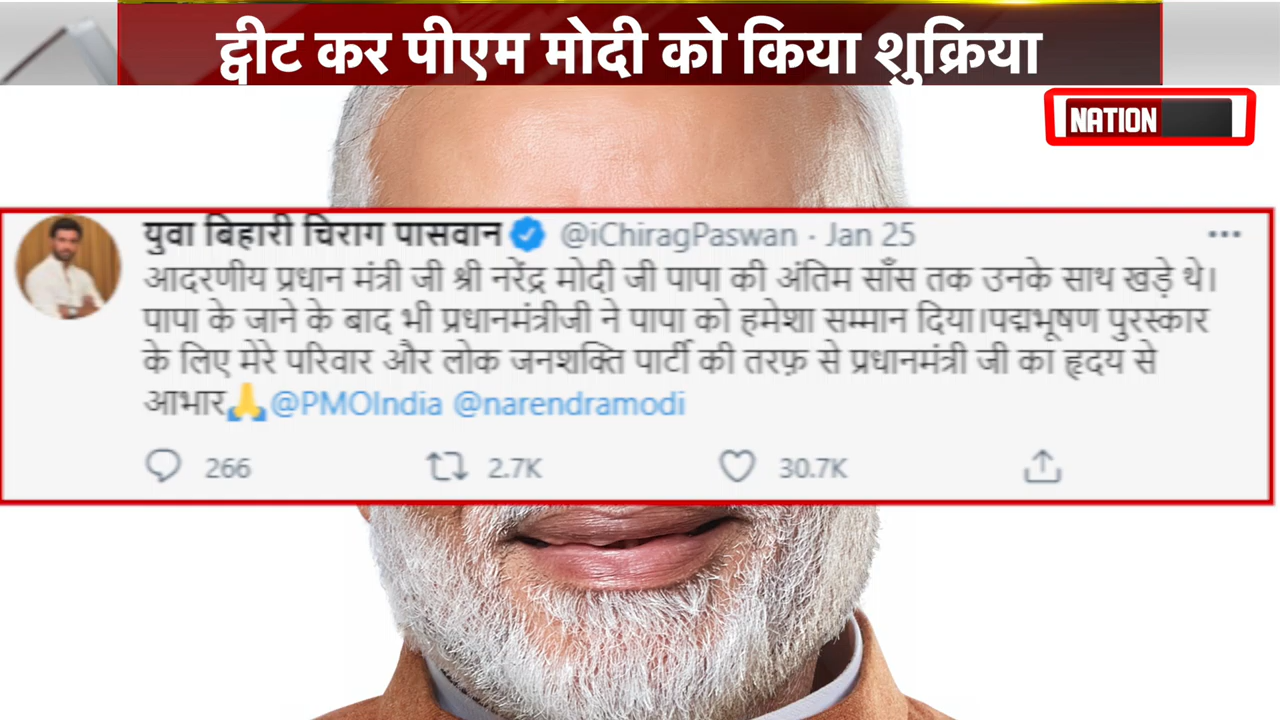 ट्वीट कर पीएम मोदी को किया शुक्रिया
NATION
युवा बिहारी चिराग पासवान @iChiragPaswan · Jan 25
आदरणीय प्रधान मंत्री जी श्री नरेंद्र मोदी जी पापा की अंतिम साँस तक उनके साथ खड़े थे।
पापा के जाने के बाद भी प्रधानमंत्रीजी ने पापा को हमेशा सम्मान दिया।पद्मभूषण पुरस्कार
के लिए मेरे परिवार और लोक जनशक्ति पार्टी की तरफ़ से प्रधानमंत्री जी का हृदय से
आभार🙏@PMOIndia @narendramodi
266 2.7K 30.7K